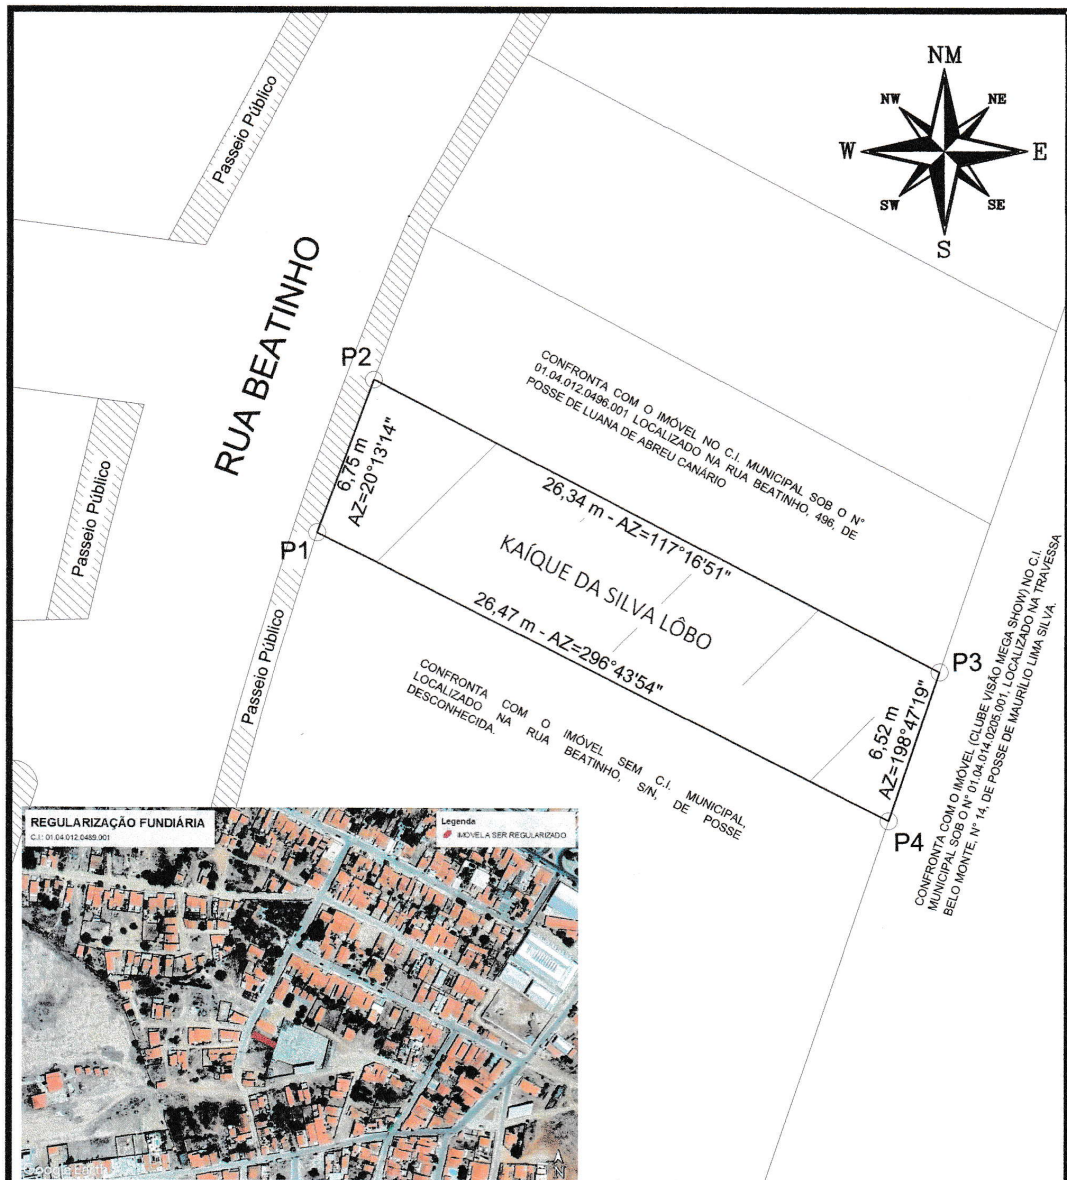 NM
NW
NE
W
E
SW
SE
S
Passeio Público
RUA BEATINHO
P2
CONFRONTA COM O IMÓVEL NO C.I. MUNICIPAL SOB O N°
01.04.012.0496.001 LOCALIZADO NA RUA BEATINHO, 496, DE
POSSE DE LUANA DE ABREU CANÁRIO
6,75 m
AZ=20°13'14"
26,34 m - AZ=117°16'51"
P1
Passeio Público
KAÍQUE DA SILVA LÔBO
26,47 m - AZ=296°43'54"
P3
6,52 m
AZ=198°47'19"
P4
Passeio Público
CONFRONTA COM O IMÓVEL SEM C.I. MUNICIPAL,
LOCALIZADO NA RUA BEATINHO, S/N, DE POSSE
DESCONHECIDA.
CONFRONTA COM O IMÓVEL (CLUBE VISÃO MEGA SHOW) NO C.I.
MUNICIPAL SOB O N° 01.04.014.0205.001, LOCALIZADO NA TRAVESSA
BELO MONTE, N° 14, DE POSSE DE MAURÍLIO LIMA SILVA.
REGULARIZAÇÃO FUNDIÁRIA
C.I.: 01.04.012.0489.001
Legenda
IMOVEL A SER REGULARIZADO
Google Earth
N